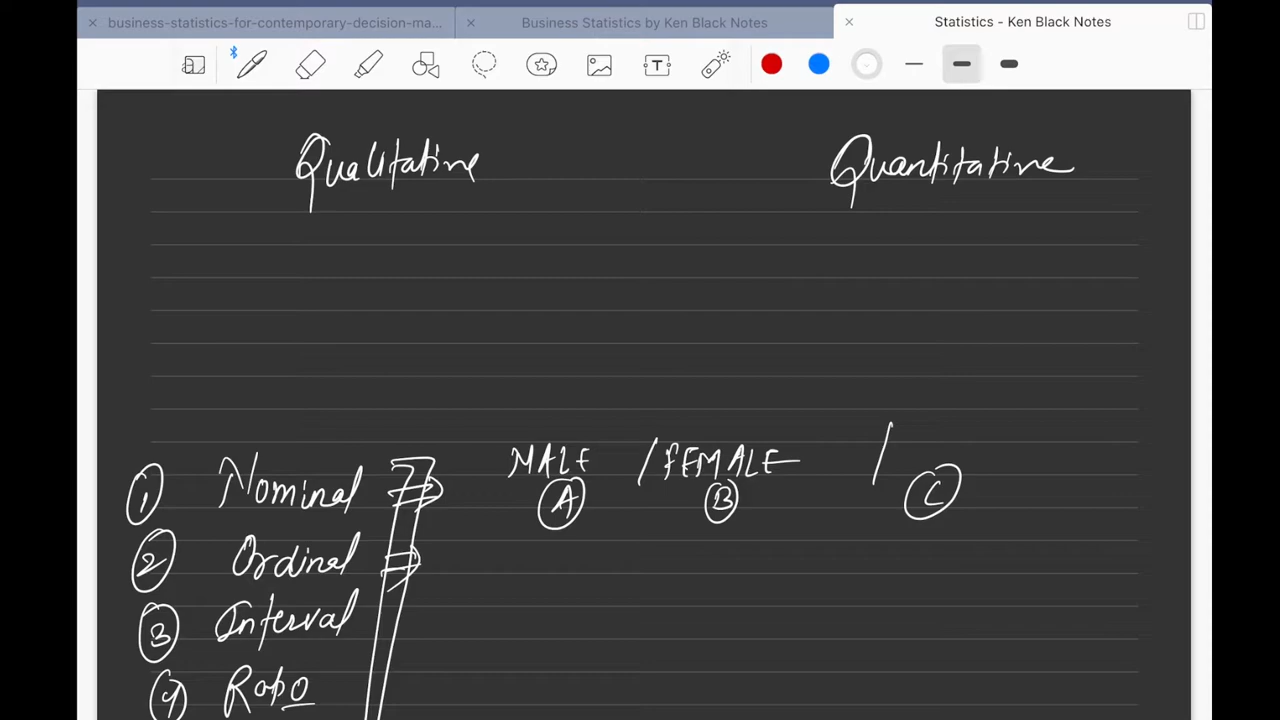 business-statistics-for-contemporary-decision-ma... Business Statistics by Ken Black Notes Statistics - Ken Black Notes
T
Qualitative Quantitative
1 Nominal MALE / FEMALE /
A B C
2 Ordinal
3 Interval
4 Ratio